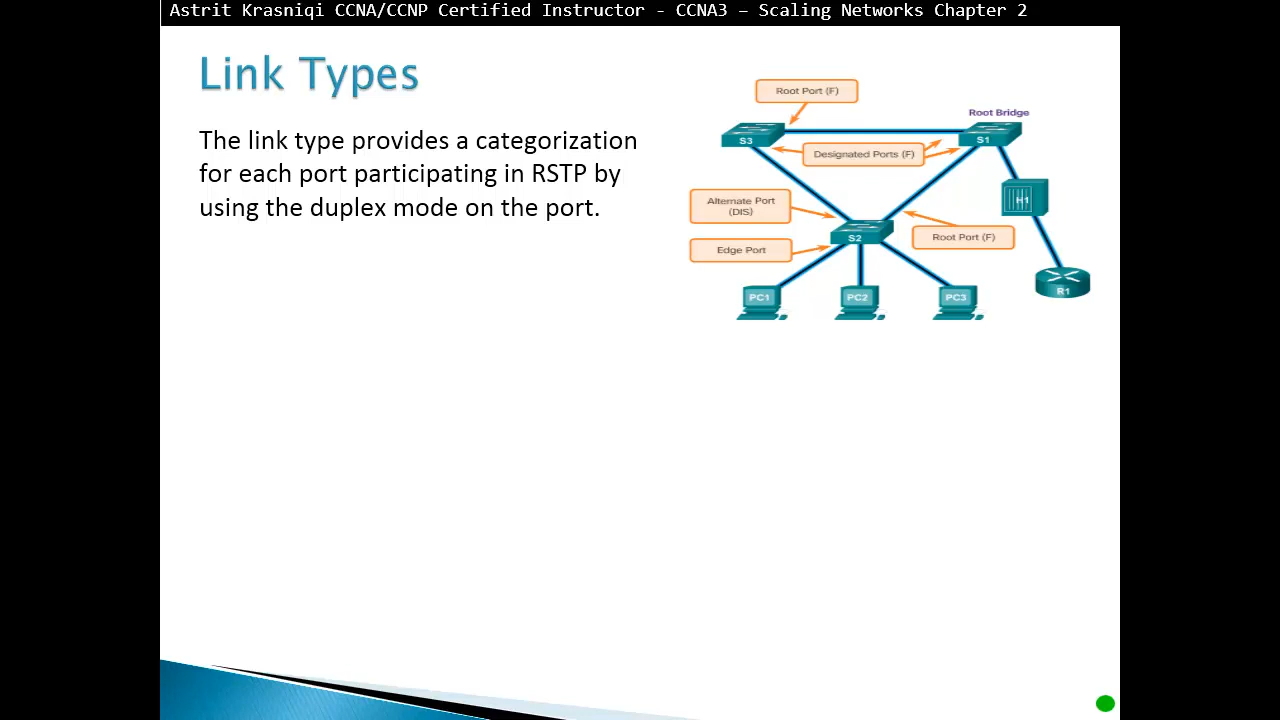 Astrit Krasniqi CCNA/CCNP Certified Instructor - CCNA3 – Scaling Networks Chapter 2
Link Types
The link type provides a categorization
for each port participating in RSTP by
using the duplex mode on the port.
Root Port (F)
Root Bridge
S3
S1
Designated Ports (F)
Alternate Port
(DIS)
H1
S2
Root Port (F)
Edge Port
R1
PC1
PC2
PC3